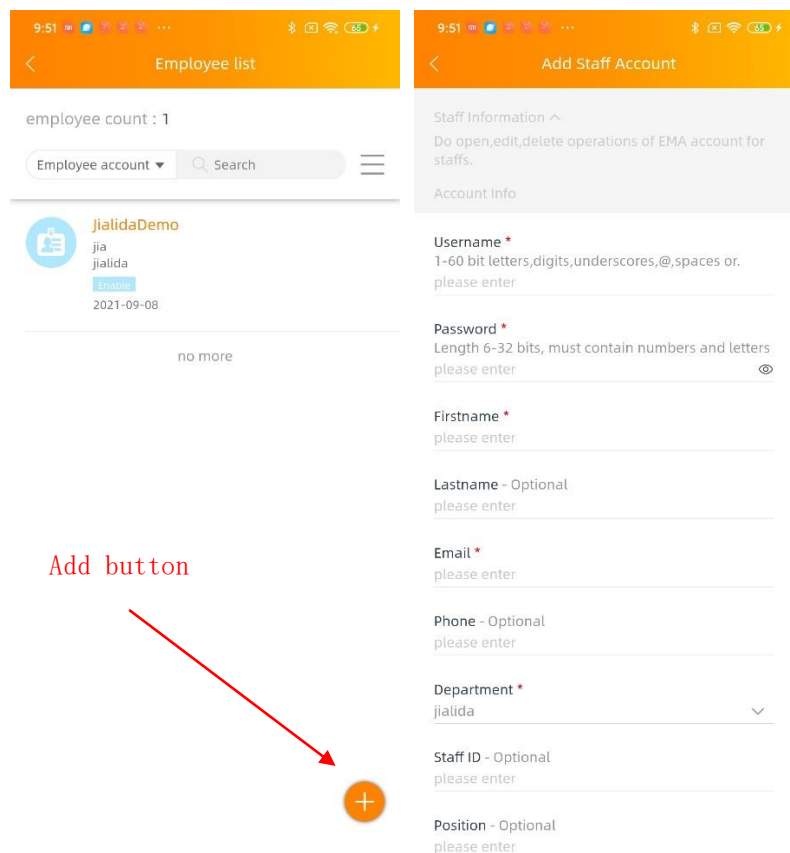 9:51
65
Employee list
employee count : 1
Employee account
Search
JialidaDemo
jia
jialida
Enable
2021-09-08
no more
Add button
9:51
65
Add Staff Account
Staff Information
Do open,edit,delete operations of EMA account for
staffs.
Account Info
Username *
1-60 bit letters,digits,underscores,@,spaces or.
please enter
Password *
Length 6-32 bits, must contain numbers and letters
please enter
Firstname *
please enter
Lastname - Optional
please enter
Email *
please enter
Phone - Optional
please enter
Department *
jialida
Staff ID - Optional
please enter
Position - Optional
please enter